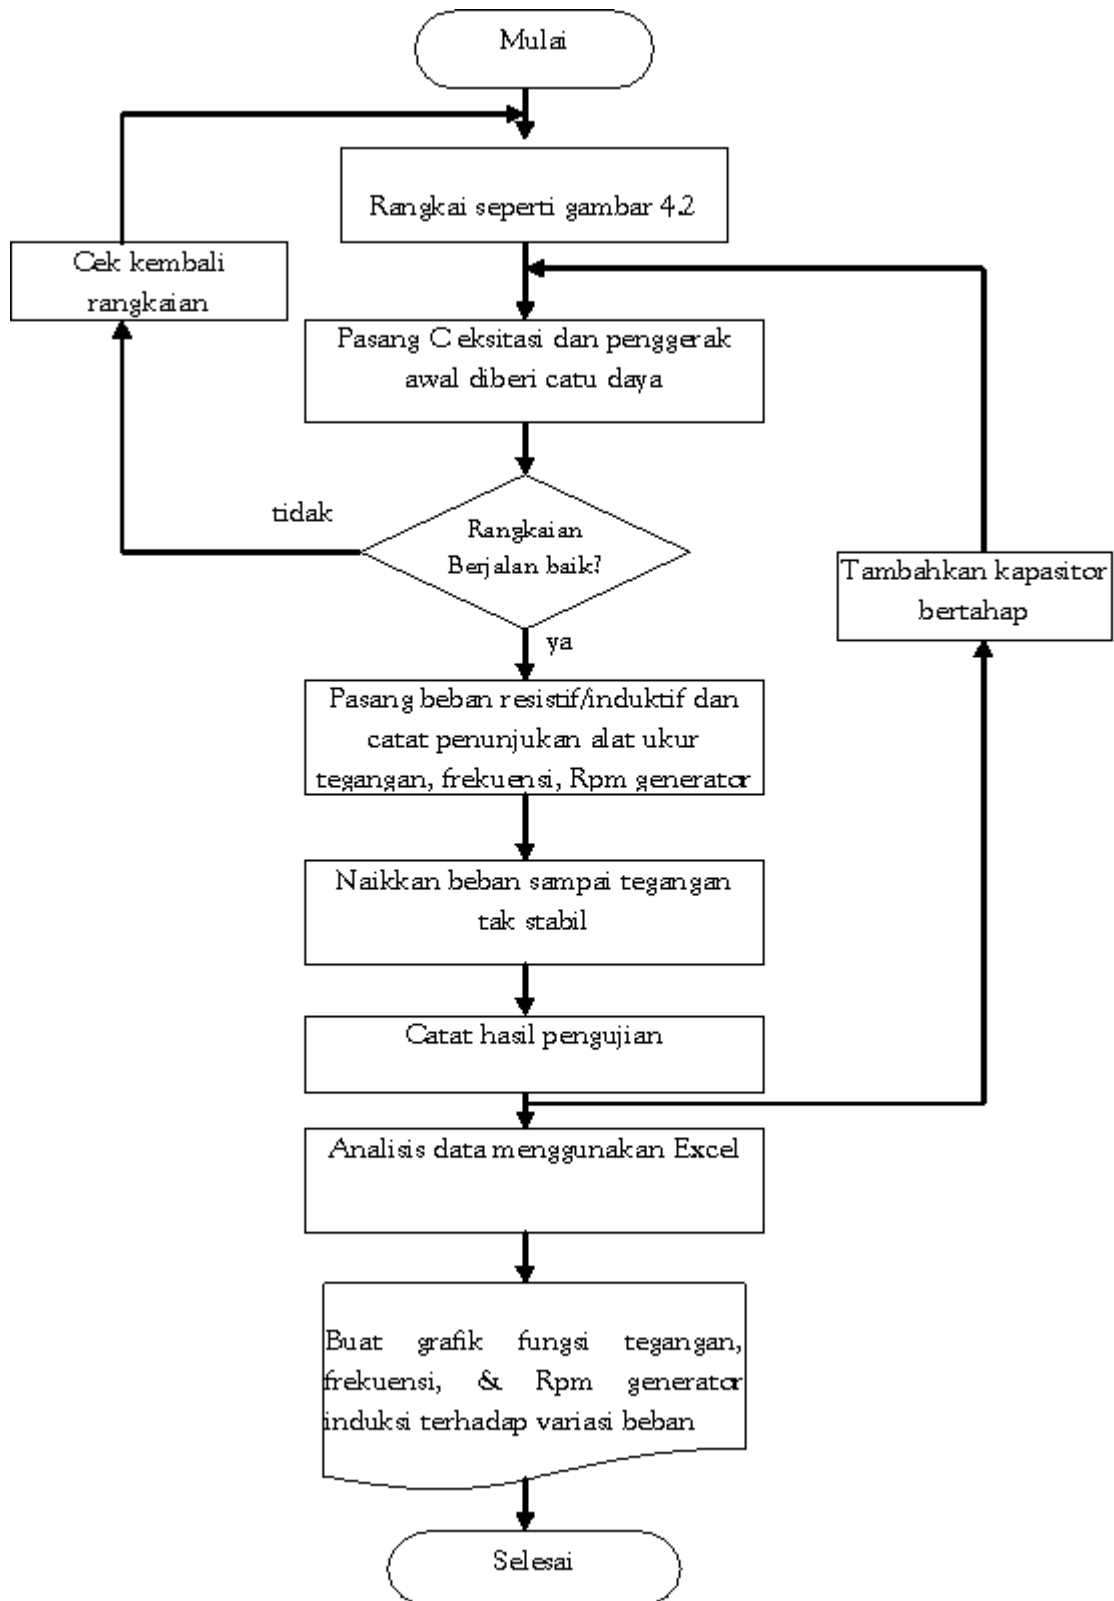 Mulai
Rangkai seperti gambar 4.2
Cek kembali
rangkaian
Pasang C eksitasi dan penggerak
awal diberi catu daya
tidak
Rangkaian
Berjalan baik?
Tambahkan kapasitor
bertahap
ya
Pasang beban resistif/induktif dan
catat penunjukan alat ukur
tegangan, frekuensi, Rpm generator
Naikkan beban sampai tegangan
tak stabil
Catat hasil pengujian
Analisis data menggunakan Excel
Buat grafik fungsi tegangan,
frekuensi, & Rpm generator
induksi terhadap variasi beban
Selesai